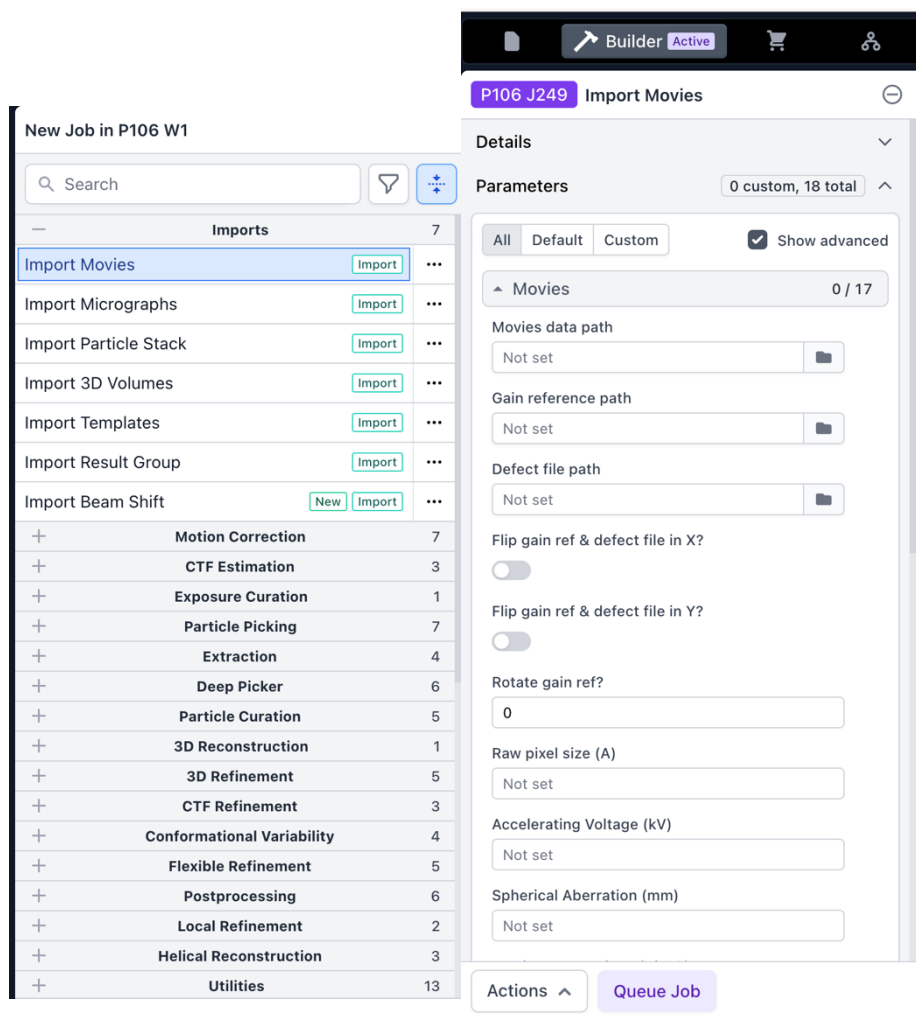 New Job in P106 W1
Search
Imports 7
Import Movies Import
Import Micrographs Import
Import Particle Stack Import
Import 3D Volumes Import
Import Templates Import
Import Result Group Import
Import Beam Shift New Import
Motion Correction 7
CTF Estimation 3
Exposure Curation 1
Particle Picking 7
Extraction 4
Deep Picker 6
Particle Curation 5
3D Reconstruction 1
3D Refinement 5
CTF Refinement 3
Conformational Variability 4
Flexible Refinement 5
Postprocessing 6
Local Refinement 2
Helical Reconstruction 3
Utilities 13
Builder Active
P106 J249 Import Movies
Details
Parameters 0 custom, 18 total
All Default Custom Show advanced
Movies 0 / 17
Movies data path
Not set
Gain reference path
Not set
Defect file path
Not set
Flip gain ref & defect file in X?
Flip gain ref & defect file in Y?
Rotate gain ref?
0
Raw pixel size (A)
Not set
Accelerating Voltage (kV)
Not set
Spherical Aberration (mm)
Not set
Actions Queue Job